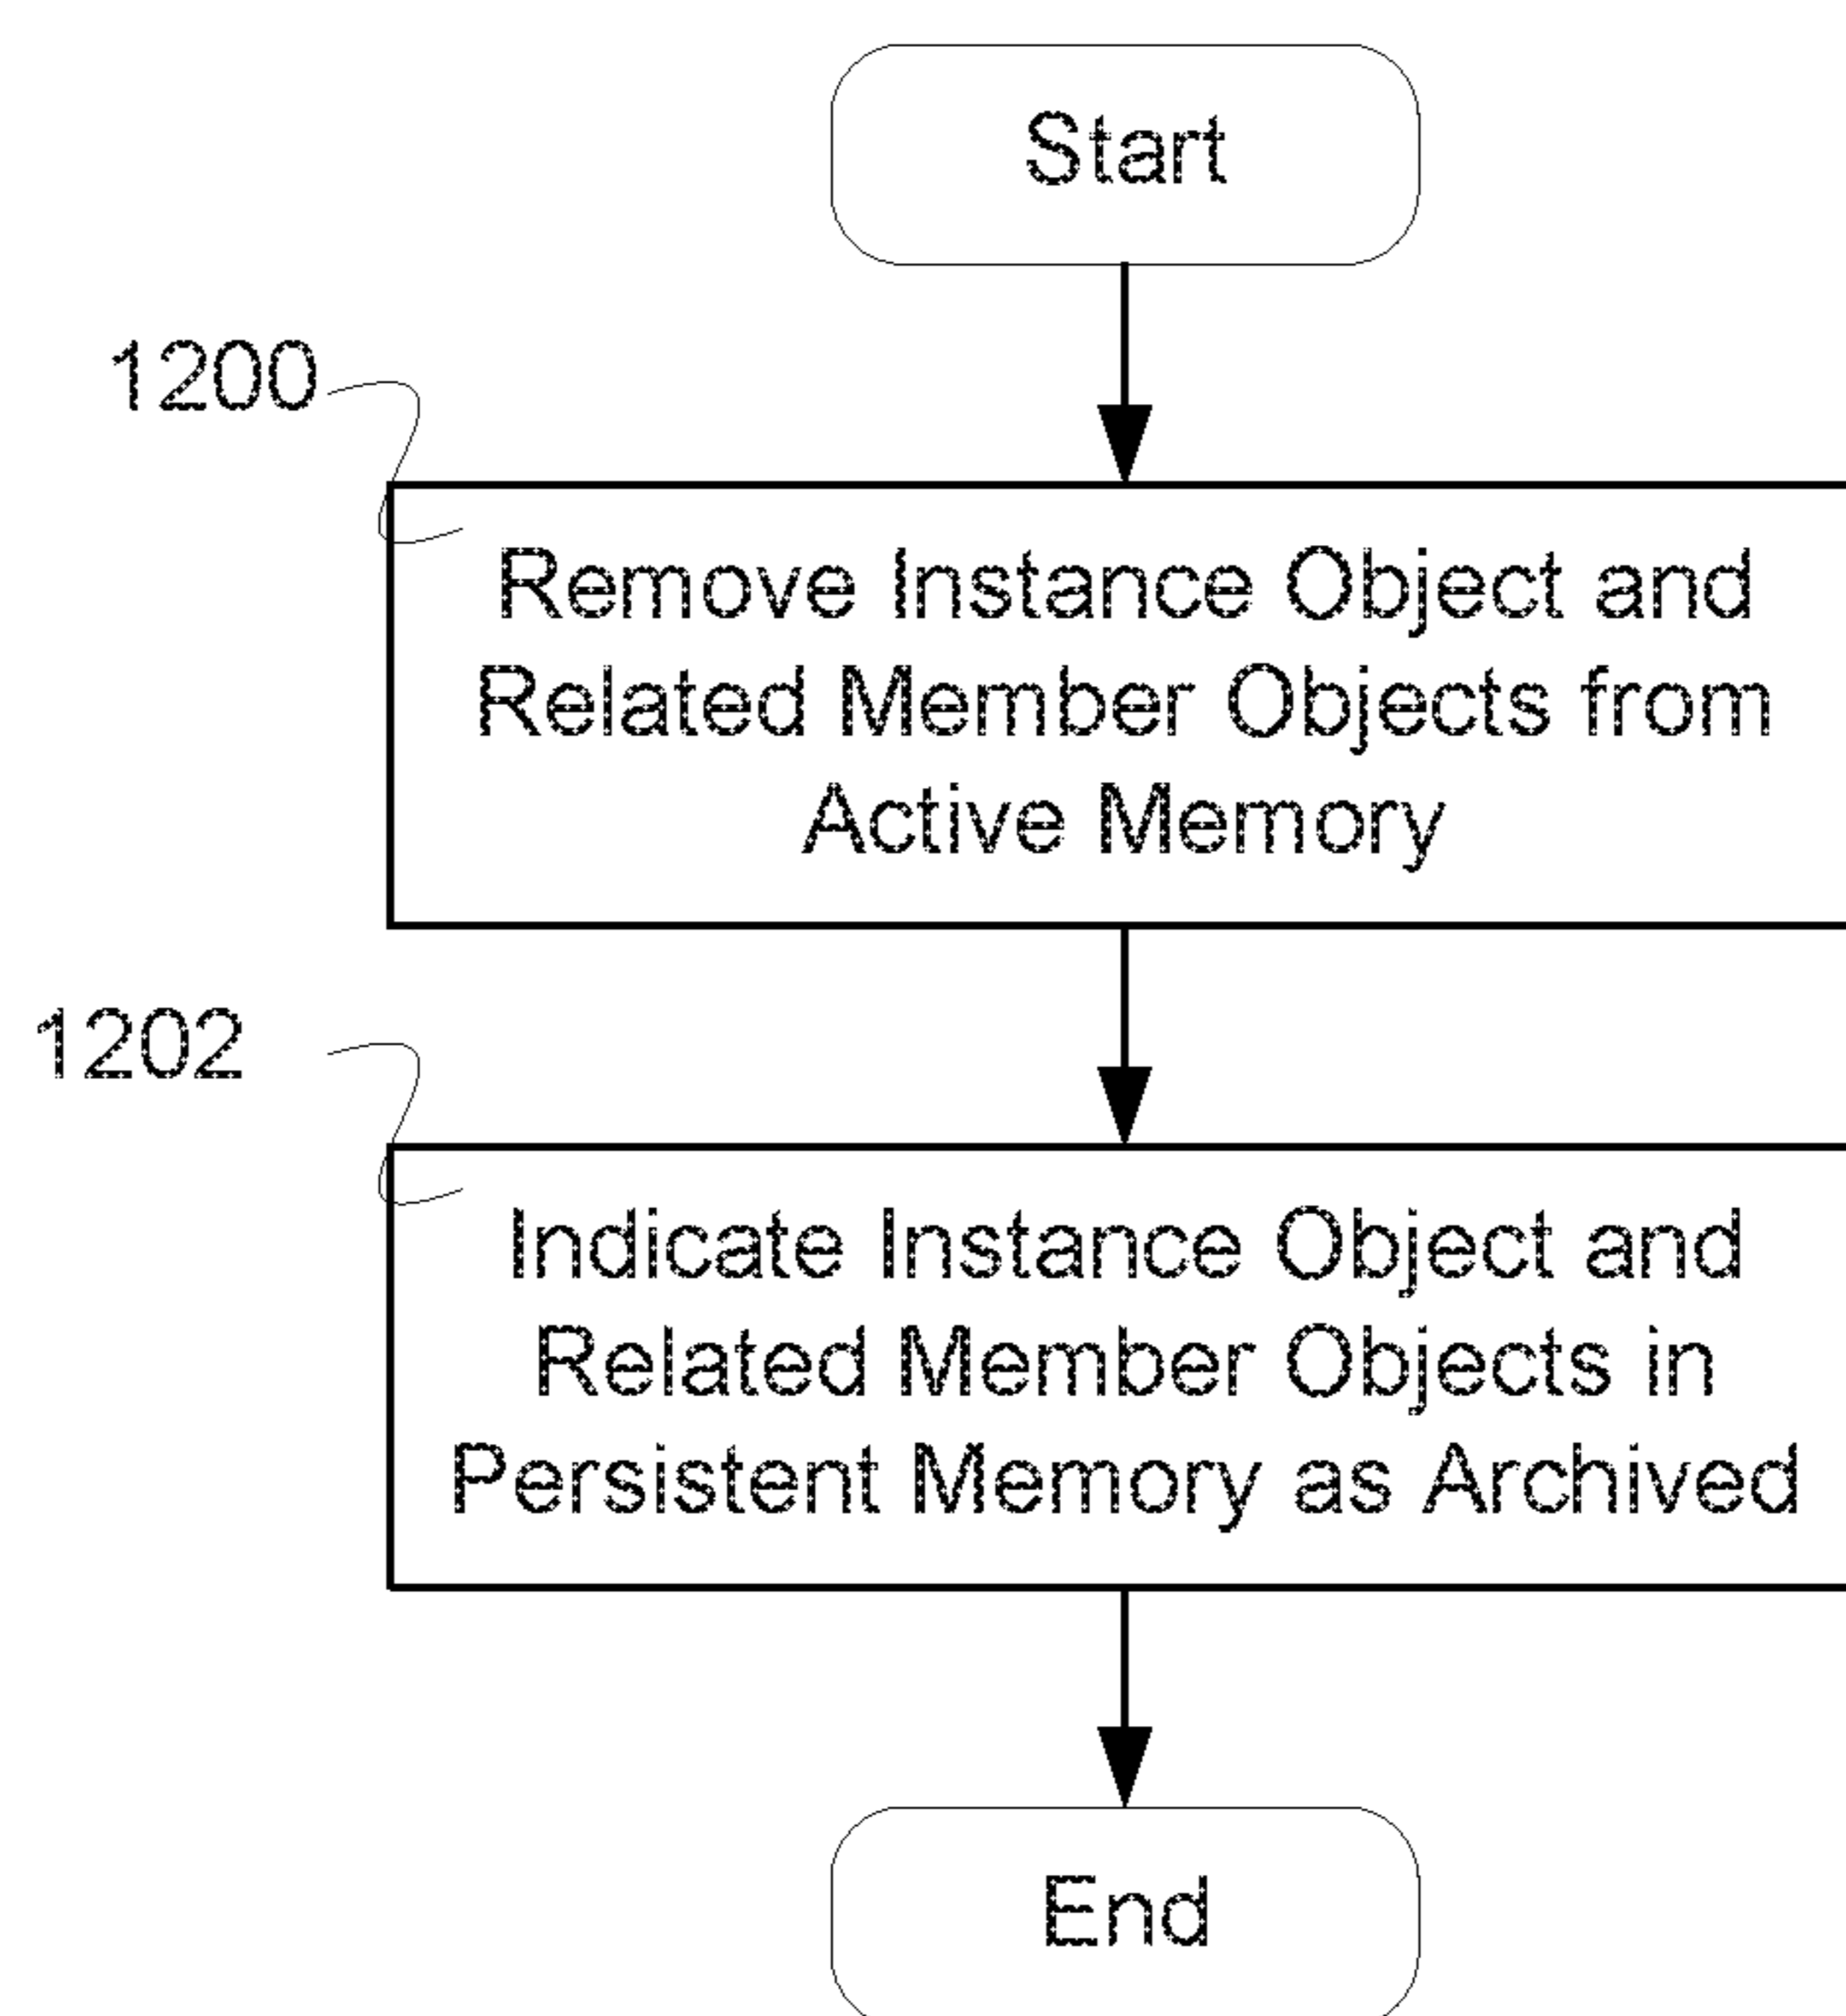 Start
1200
Remove Instance Object and
Related Member Objects from
Active Memory
1202
Indicate Instance Object and
Related Member Objects in
Persistent Memory as Archived
End